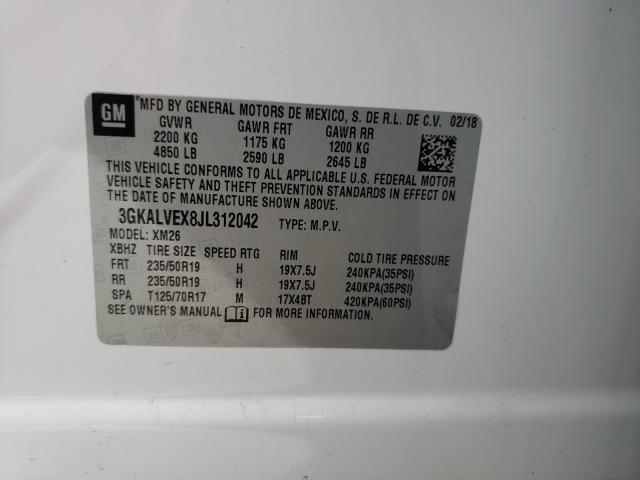 GM *MFD BY GENERAL MOTORS DE MEXICO, S. DE R.L. DE C.V. 02/18
GVWR GAWR FRT GAWR RR
2200 KG 1175 KG 1200 KG
4850 LB 2590 LB 2645 LB
THIS VEHICLE CONFORMS TO ALL APPLICABLE U.S. FEDERAL MOTOR
VEHICLE SAFETY AND THEFT PREVENTION STANDARDS IN EFFECT ON
THE DATE OF MANUFACTURE SHOWN ABOVE.
3GKALVEX8JL312042 TYPE: M.P.V.
MODEL: XM26
XBHZ TIRE SIZE SPEED RTG RIM COLD TIRE PRESSURE
FRT 235/50R19 H 19X7.5J 240KPA(35PSI)
RR 235/50R19 H 19X7.5J 240KPA(35PSI)
SPA T125/70R17 M 17X4BT 420KPA(60PSI)
SEE OWNER'S MANUAL FOR MORE INFORMATION.